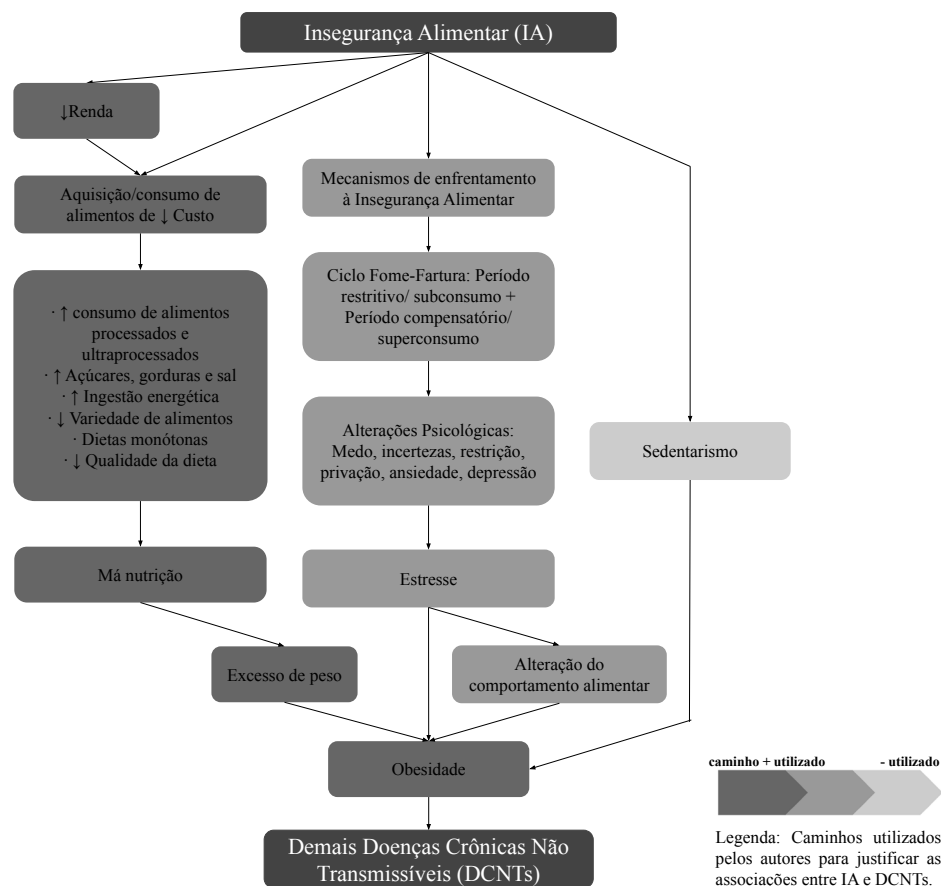 Insegurança Alimentar (IA)
↓Renda
Aquisição/consumo de
alimentos de ↓ Custo
· ↑ consumo de alimentos
processados e
ultraprocessados
· ↑ Açúcares, gorduras e sal
· ↑ Ingestão energética
· ↓ Variedade de alimentos
· Dietas monótonas
· ↓ Qualidade da dieta
Má nutrição
Excesso de peso
Mecanismos de enfrentamento
à Insegurança Alimentar
Ciclo Fome-Fartura: Período
restritivo/ subconsumo +
Período compensatório/
superconsumo
Alterações Psicológicas:
Medo, incertezas, restrição,
privação, ansiedade, depressão
Estresse
Alteração do
comportamento alimentar
Sedentarismo
Obesidade
Demais Doenças Crônicas Não
Transmissíveis (DCNTs)
caminho + utilizado - utilizado
Legenda: Caminhos utilizados
pelos autores para justificar as
associações entre IA e DCNTs.